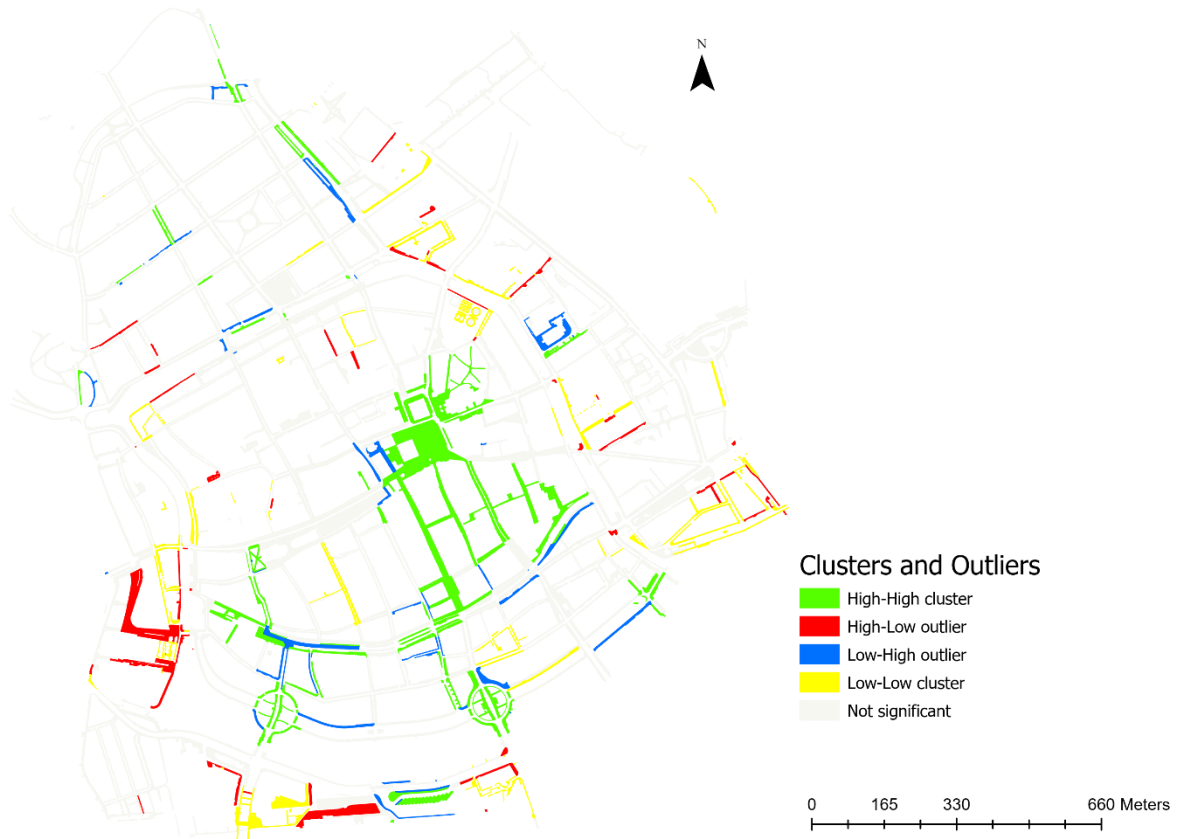 N
Clusters and Outliers
High-High cluster
High-Low outlier
Low-High outlier
Low-Low cluster
Not significant
0 165 330 660 Meters